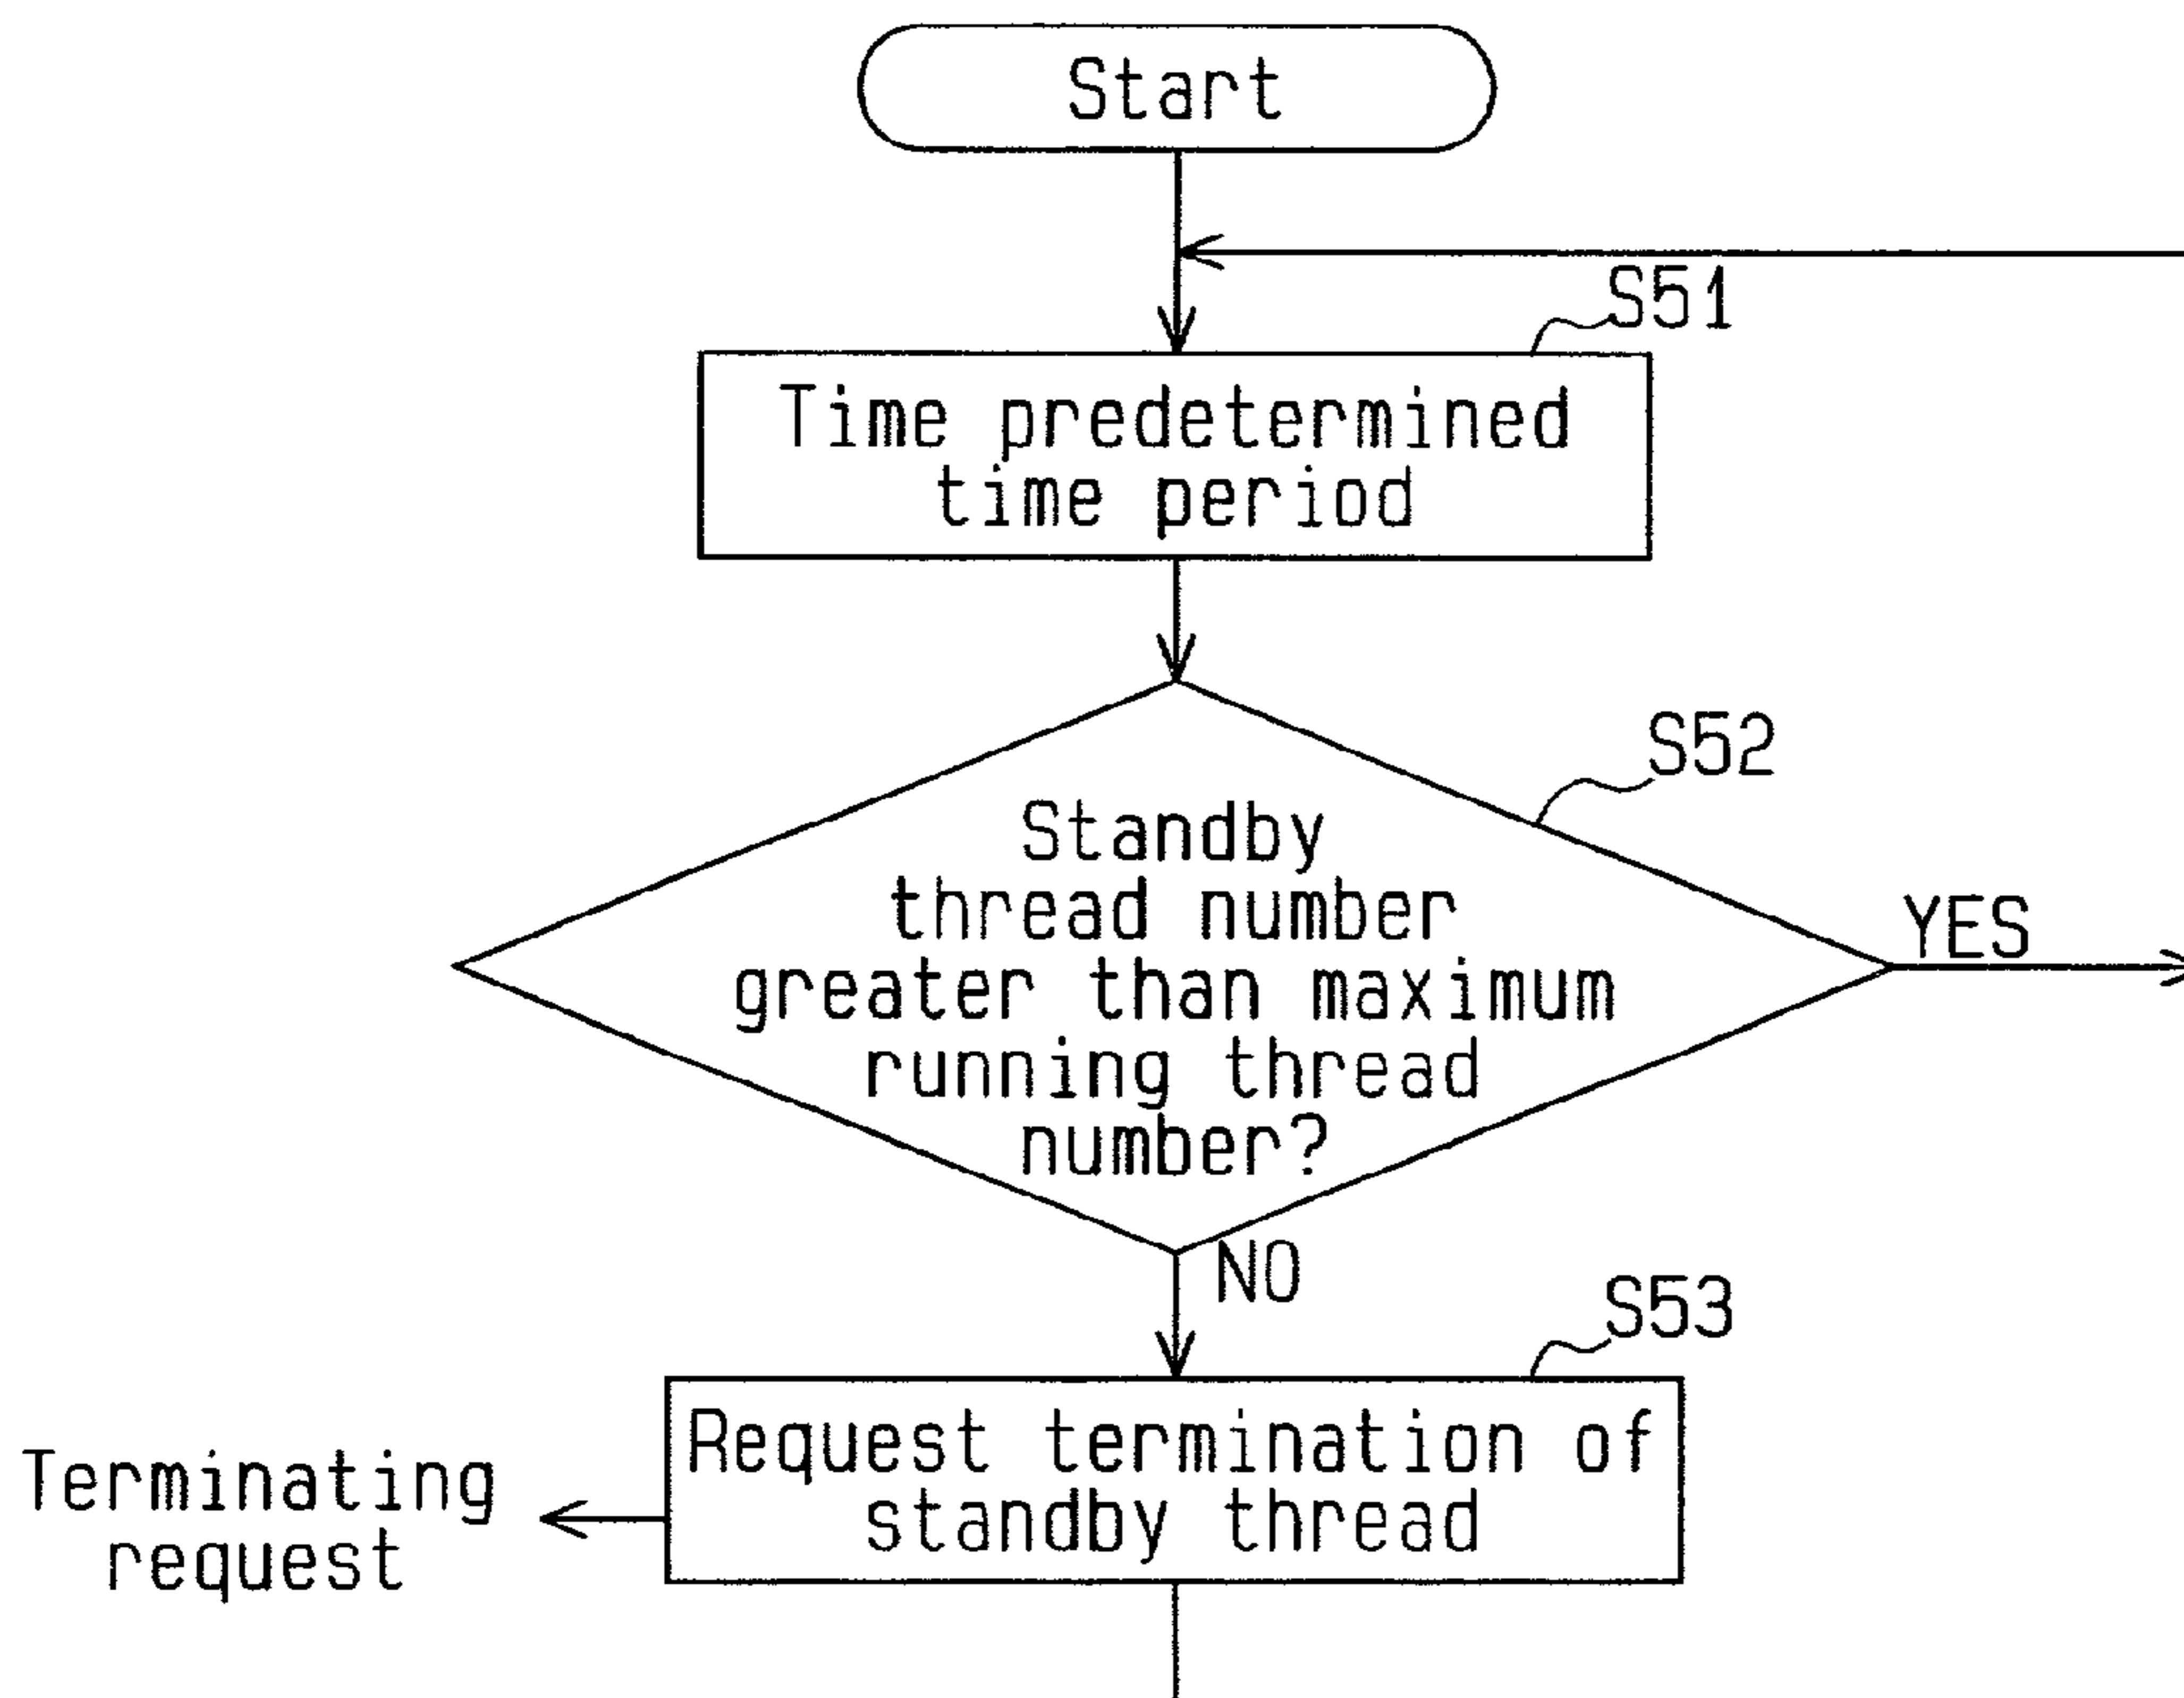 Start
S51
Time predetermined
time period
S52
Standby
thread number
greater than maximum
running thread
number?
YES
NO
S53
Request termination of
standby thread
Terminating
request